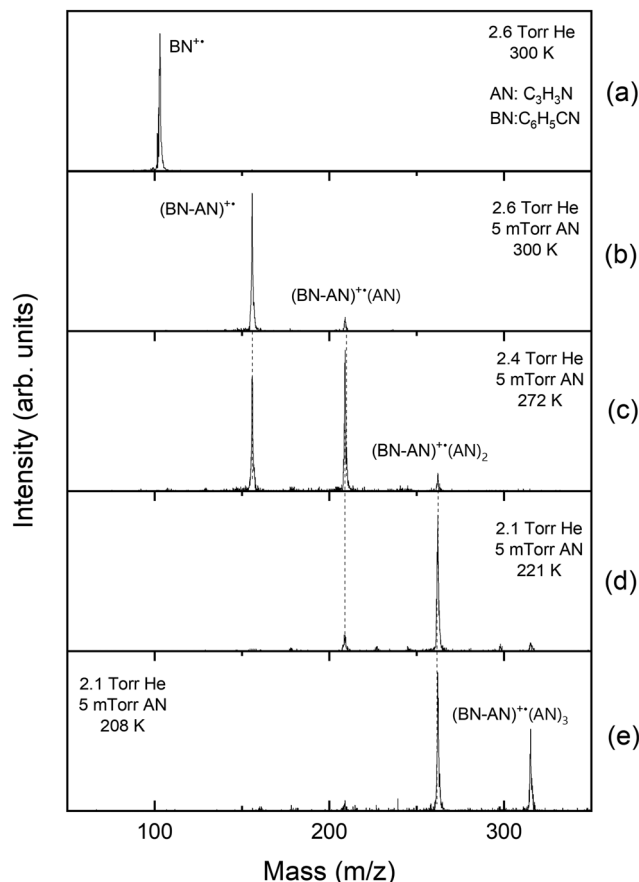 BN⁺•
2.6 Torr He
300 K
AN: C₃H₃N
BN:C₆H₅CN
(a)
(BN-AN)⁺•
2.6 Torr He
5 mTorr AN
300 K
(BN-AN)⁺•(AN)
(b)
2.4 Torr He
5 mTorr AN
272 K
(BN-AN)⁺•(AN)₂
(c)
2.1 Torr He
5 mTorr AN
221 K
(d)
2.1 Torr He
5 mTorr AN
208 K
(BN-AN)⁺•(AN)₃
(e)
Intensity (arb. units)
100 200 300
Mass (m/z)